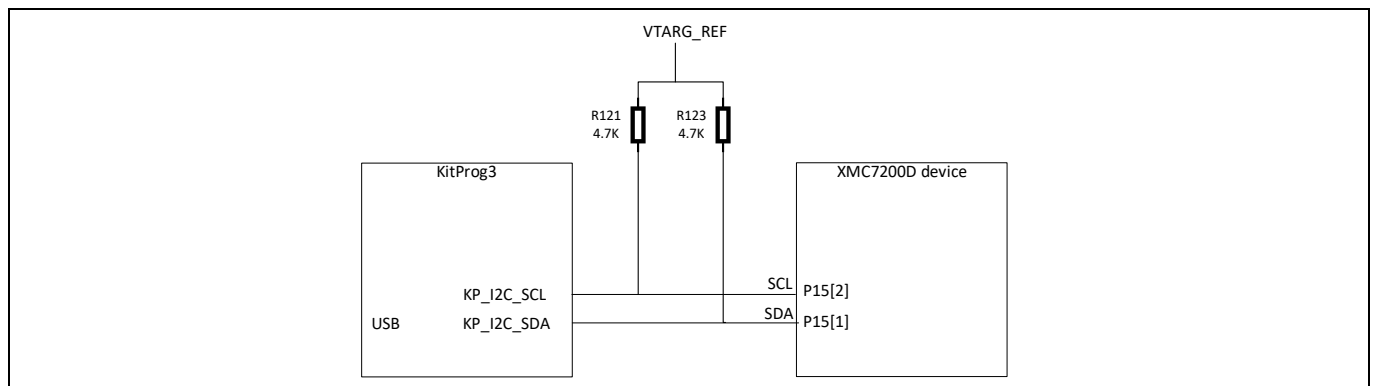 VTARG_REF
R121 R123
4.7K 4.7K
KitProg3 XMC7200D device
KP_I2C_SCL SCL P15[2]
USB KP_I2C_SDA SDA P15[1]